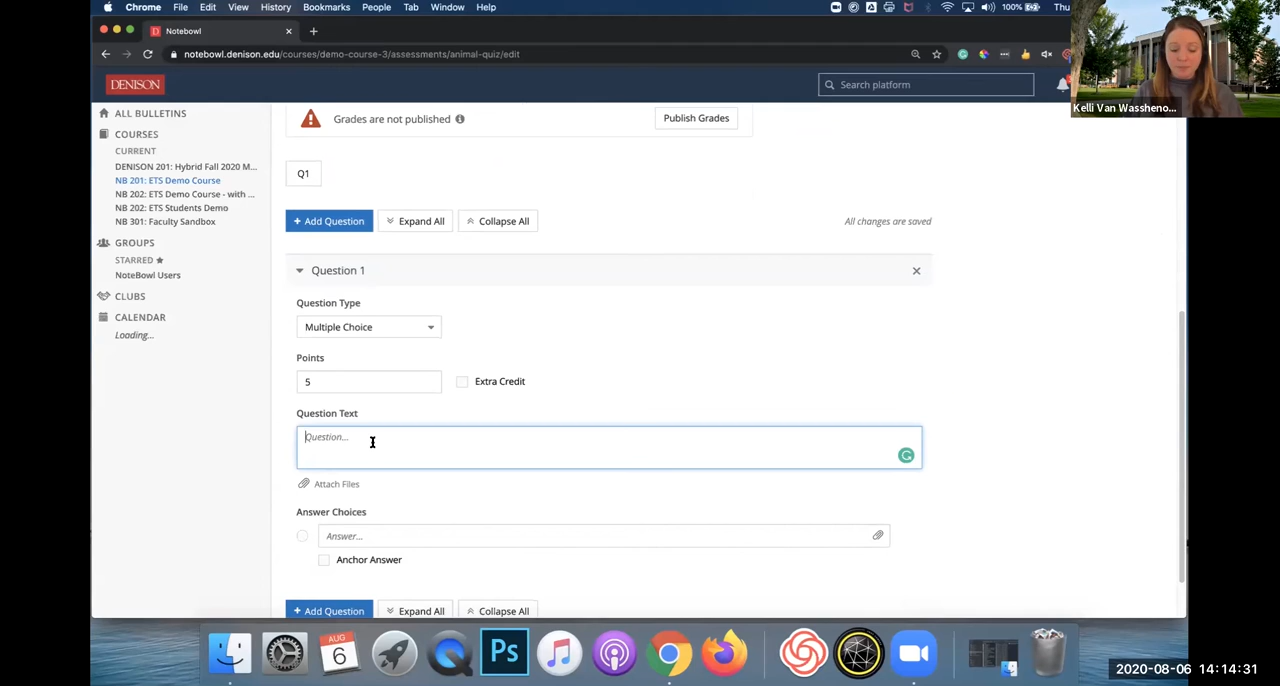 Chrome File Edit View History Bookmarks People Tab Window Help 100% Thu
Notebowl
notebowl.denison.edu/courses/demo-course-3/assessments/animal-quiz/edit
DENISON
Search platform
Kelli Van Wassheno...
ALL BULLETINS
COURSES
CURRENT
DENISON 201: Hybrid Fall 2020 M...
NB 201: ETS Demo Course
NB 202: ETS Demo Course - with ...
NB 202: ETS Students Demo
NB 301: Faculty Sandbox
GROUPS
STARRED
NoteBowl Users
CLUBS
CALENDAR
Loading...
Grades are not published
Publish Grades
Q1
+ Add Question Expand All Collapse All All changes are saved
Question 1
Question Type
Multiple Choice
Points
5 Extra Credit
Question Text
Question...
Attach Files
Answer Choices
Answer...
Anchor Answer
+ Add Question Expand All Collapse All
AUG
6
Ps
2020-08-06 14:14:31